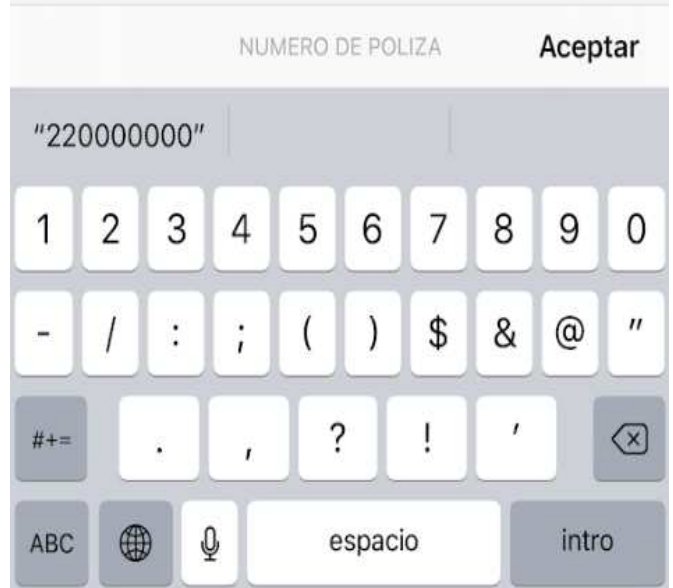 NUMERO DE POLIZA Aceptar
"220000000"
1 2 3 4 5 6 7 8 9 0
- / : ; ( ) $ & @ "
#+= . , ? ! '
ABC espacio intro